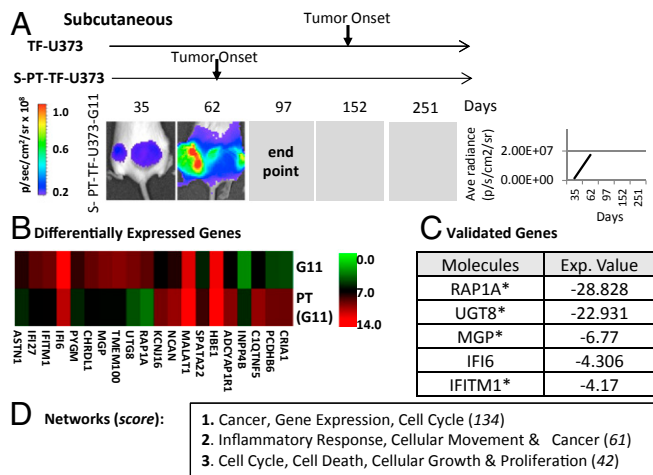 A
Subcutaneous
Tumor Onset
TF-U373
Tumor Onset
S-PT-TF-U373
p/sec/cm²/sr x 10⁸
1.0
0.6
0.2
S- PT-TF-U373-G11
35 62 97 152 251 Days
end
point
Ave radiance
(p/s/cm2/sr)
2.00E+07
0.00E+00
35 62 97 152 251
Days
B Differentially Expressed Genes
G11
PT
(G11)
0.0
7.0
14.0
ASTN1
IFI27
IFITM1
IFI6
PYGM
CHRDL1
MGP
TMEM100
UTG8
RAP1A
KCNJ16
NCAN
MALAT1
SPATA22
HBE1
ADCYAP1R1
INPP4B
C1QTNF5
PCDHB6
CRIA1
C Validated Genes
Molecules Exp. Value
RAP1A* -28.828
UGT8* -22.931
MGP* -6.77
IFI6 -4.306
IFITM1* -4.17
D Networks (score):
1. Cancer, Gene Expression, Cell Cycle (134)
2. Inflammatory Response, Cellular Movement & Cancer (61)
3. Cell Cycle, Cell Death, Cellular Growth & Proliferation (42)